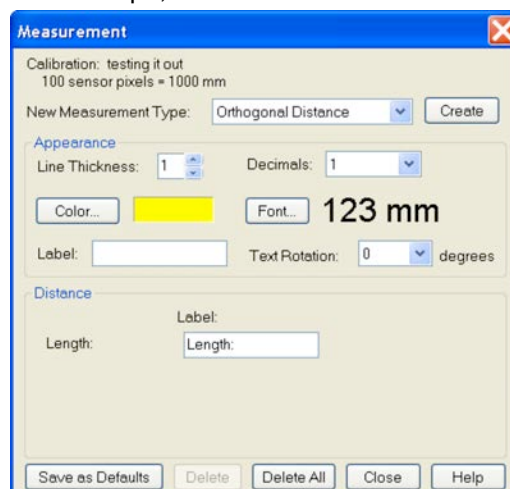 Measurement
Calibration: testing it out
100 sensor pixels = 1000 mm
New Measurement Type: Orthogonal Distance Create
Appearance
Line Thickness: 1 Decimals: 1
Color... Font... 123 mm
Label: Text Rotation: 0 degrees
Distance
Label:
Length: Length:
Save as Defaults Delete Delete All Close Help